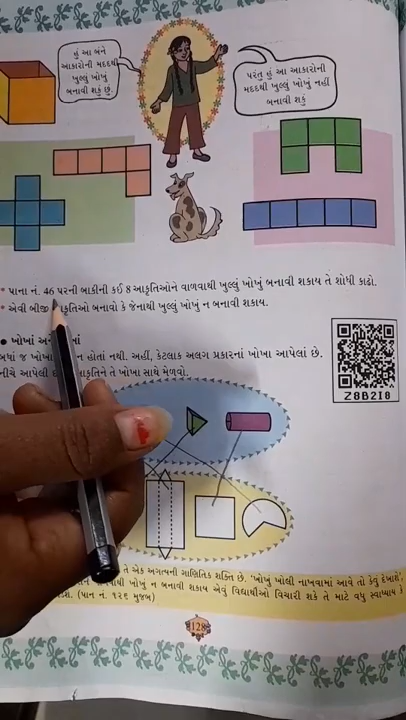 હું આ બંને
આકારોની મદદથી
ખુલ્લું ખોખું
બનાવી શકું છું.
પરંતુ હું આ આકારોની
મદદથી ખુલ્લું ખોખું નહીં
બનાવી શકું
* પાના નં. 46 પરની બાકીની કઈ 8 આકૃતિઓને વાળવાથી ખુલ્લું ખોખું બનાવી શકાય તે શોધી કાઢો.
* એવી બીજી બનાવો કે જેનાથી ખુલ્લું ખોખું ન બનાવી શકાય.
• ખોખાં
બધાં જ ખોખાં ન હોતાં નથી. અહીં, કેટલાક અલગ પ્રકારનાં ખોખા આપેલાં છે.
નીચે આપેલી આકૃતિને તે ખોખા સાથે મેળવો.
Z8B2I8
તે એક અગત્યની ગાણિતિક શક્તિ છે. 'ખોખું ખોલી નાખવામાં આવે તો કેવું દેખાશે',
ખોખું ન બનાવી શકાય એવું વિદ્યાર્થીઓ વિચારી શકે તે માટે વધુ સ્વાધ્યાય
(પાન નં. ૧૨૯ મુજબ)
128